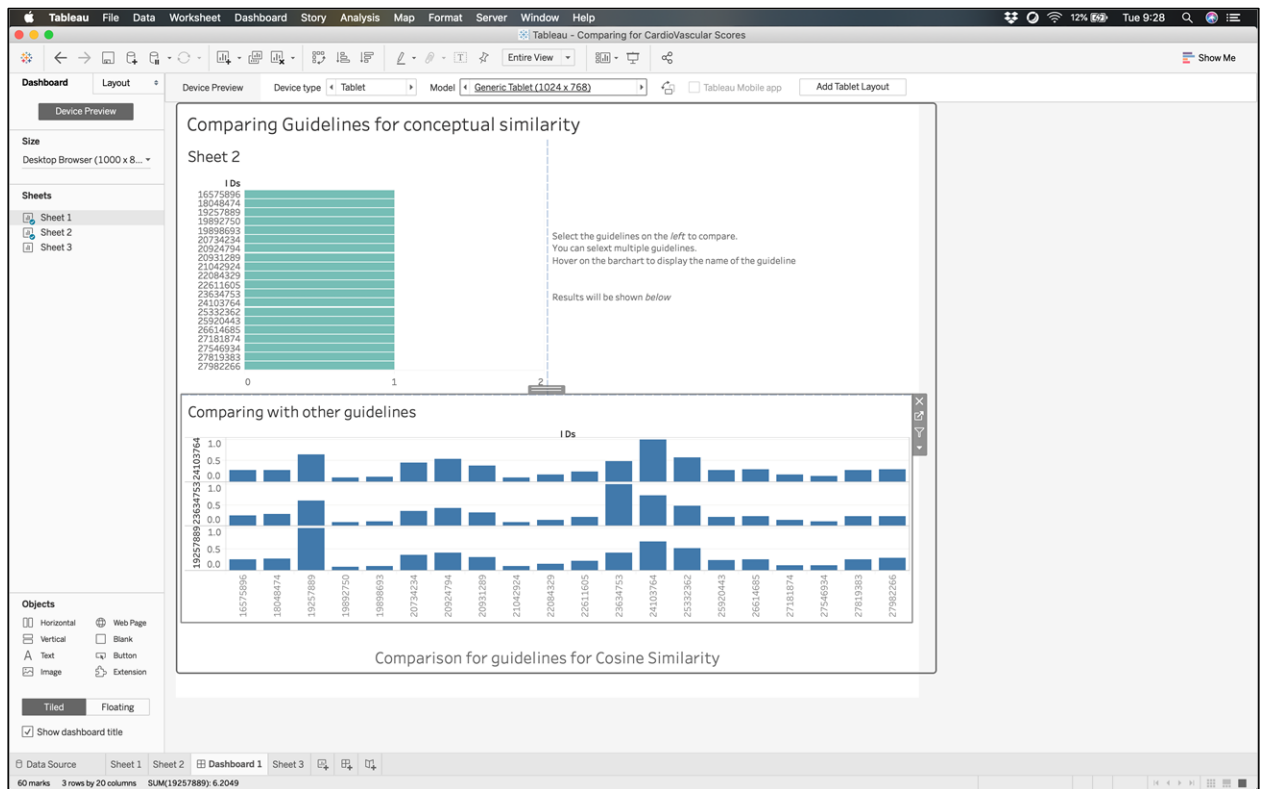 Tableau File Data Worksheet Dashboard Story Analysis Map Format Server Window Help 12% Tue 9:28
Tableau - Comparing for CardioVascular Scores
Entire View Show Me
Dashboard Layout Device Preview Device type Tablet Model Generic Tablet (1024 x 768) Tableau Mobile app Add Tablet Layout
Device Preview
Size
Desktop Browser (1000 x 8...
Sheets
Sheet 1
Sheet 2
Sheet 3
Comparing Guidelines for conceptual similarity
Sheet 2
I Ds
16575896
18048474
19257889
19892750
19898693
20734234
20924794
20931289
21042924
22084329
22611605
23634753
24103764
25332362
25920443
26614685
27181874
27546934
27819383
27982266
0 1 2
Select the guidelines on the left to compare.
You can selext multiple guidelines.
Hover on the barchart to display the name of the guideline
Results will be shown below
Comparing with other guidelines
I Ds
24103764
1.0
0.5
0.0
23634753
1.0
0.5
0.0
19257889
1.0
0.5
0.0
16575896
18048474
19257889
19892750
19898693
20734234
20924794
20931289
21042924
22084329
22611605
23634753
24103764
25332362
25920443
26614685
27181874
27546934
27819383
27982266
Comparison for guidelines for Cosine Similarity
Objects
Horizontal Web Page
Vertical Blank
A Text Button
Image Extension
Tiled Floating
Show dashboard title
Data Source Sheet 1 Sheet 2 Dashboard 1 Sheet 3
60 marks 3 rows by 20 columns SUM(19257889): 6.2049